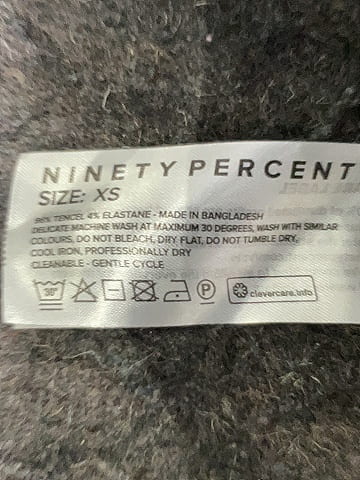 NINETY PERCENT
SIZE: XS
96% TENCEL 4% ELASTANE - MADE IN BANGLADESH
DELICATE MACHINE WASH AT MAXIMUM 30 DEGREES, WASH WITH SIMILAR
COLOURS, DO NOT BLEACH, DRY FLAT, DO NOT TUMBLE DRY,
COOL IRON, PROFESSIONALLY DRY
CLEANABLE - GENTLE CYCLE
30° P clevercare.info